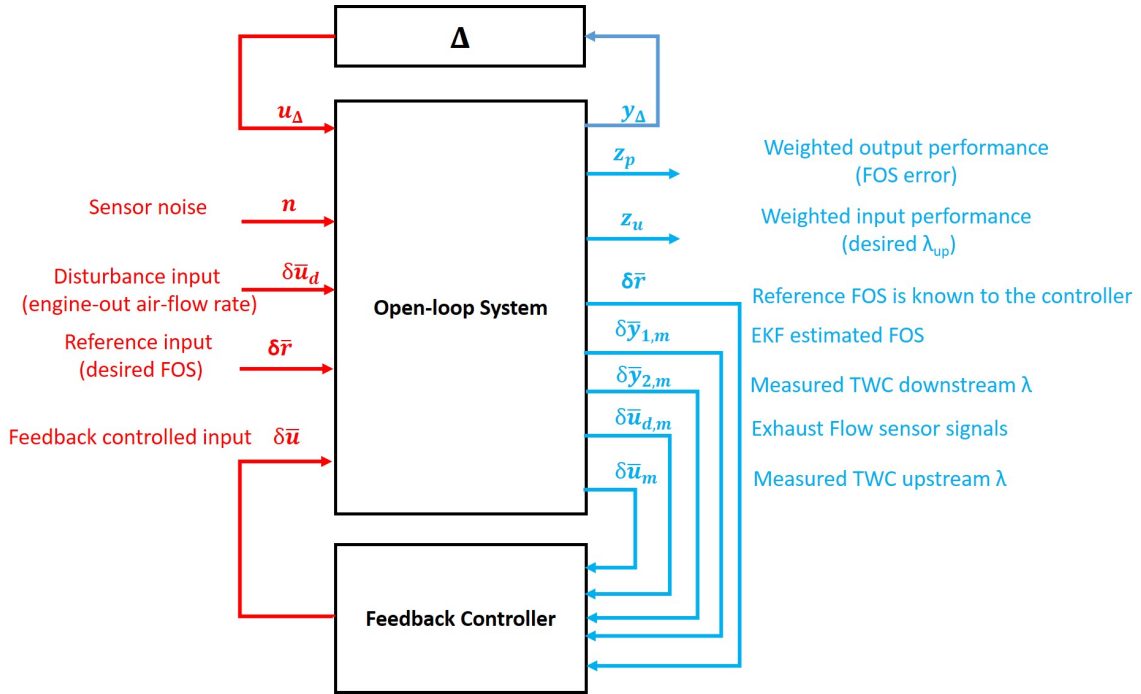 Δ
u_Δ
y_Δ
z_p
Weighted output performance
(FOS error)
Sensor noise
n
z_u
Weighted input performance
(desired λ_up)
Disturbance input
(engine-out air-flow rate)
δū_d
Open-loop System
δr̄
Reference FOS is known to the controller
Reference input
(desired FOS)
δr̄
δȳ_1,m
EKF estimated FOS
δȳ_2,m
Measured TWC downstream λ
Feedback controlled input
δū
δū_d,m
Exhaust Flow sensor signals
δū_m
Measured TWC upstream λ
Feedback Controller